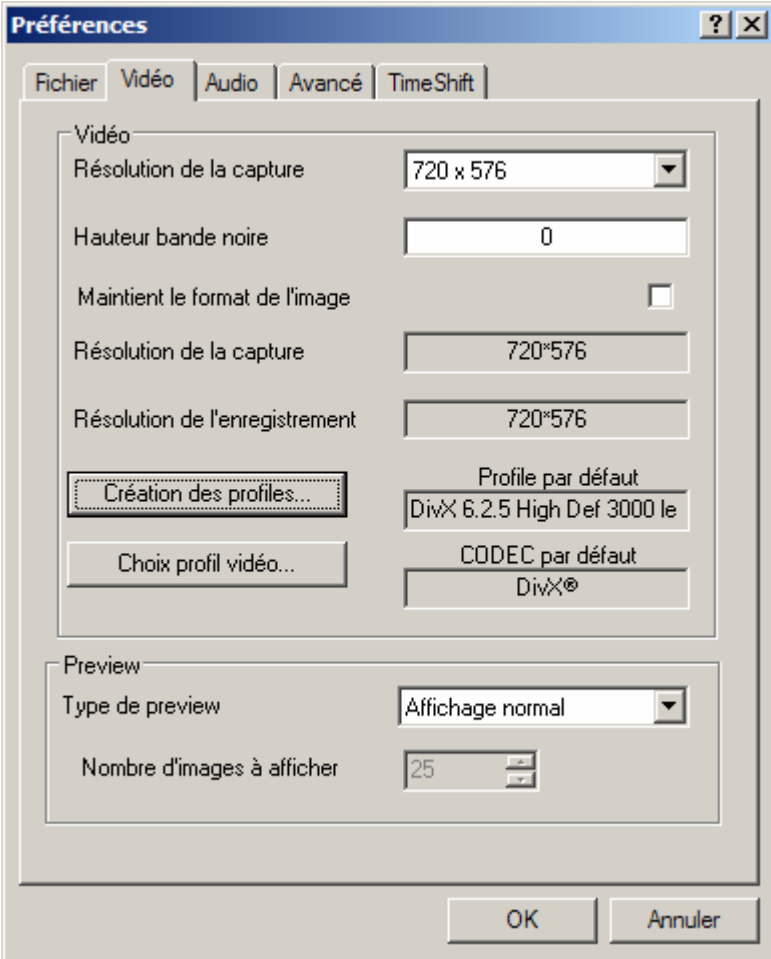 Préférences
Fichier Vidéo Audio Avancé TimeShift
Vidéo
Résolution de la capture 720 x 576
Hauteur bande noire 0
Maintient le format de l'image
Résolution de la capture 720*576
Résolution de l'enregistrement 720*576
Profile par défaut
Création des profiles... DivX 6.2.5 High Def 3000 le
CODEC par défaut
Choix profil vidéo... DivX®
Preview
Type de preview Affichage normal
Nombre d'images à afficher 25
OK Annuler